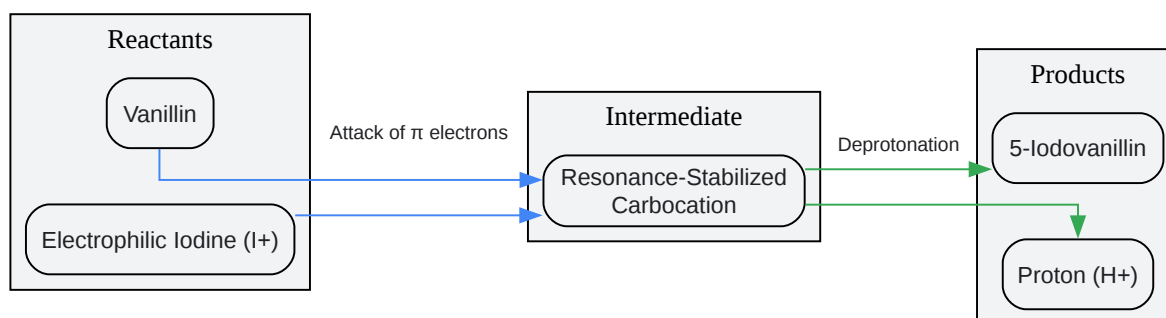 Reactants
Vanillin
Electrophilic Iodine (I+)
Attack of π electrons
Intermediate
Resonance-Stabilized
Carbocation
Deprotonation
Products
5-Iodovanillin
Proton (H+)